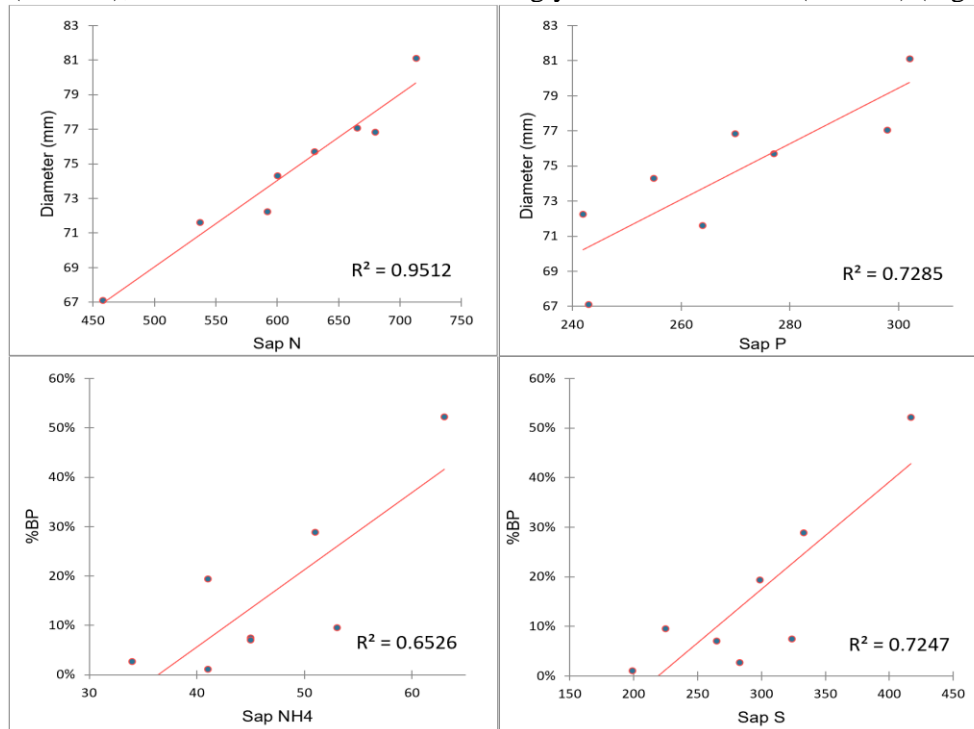 83
81
79
77
75
73
71
69
67
Diameter (mm)
R² = 0.9512
450 500 550 600 650 700 750
Sap N
83
81
79
77
75
73
71
69
67
Diameter (mm)
R² = 0.7285
240 260 280 300
Sap P
60%
50%
40%
30%
20%
10%
0%
%BP
R² = 0.6526
30 40 50 60
Sap NH4
60%
50%
40%
30%
20%
10%
0%
%BP
R² = 0.7247
150 200 250 300 350 400 450
Sap S